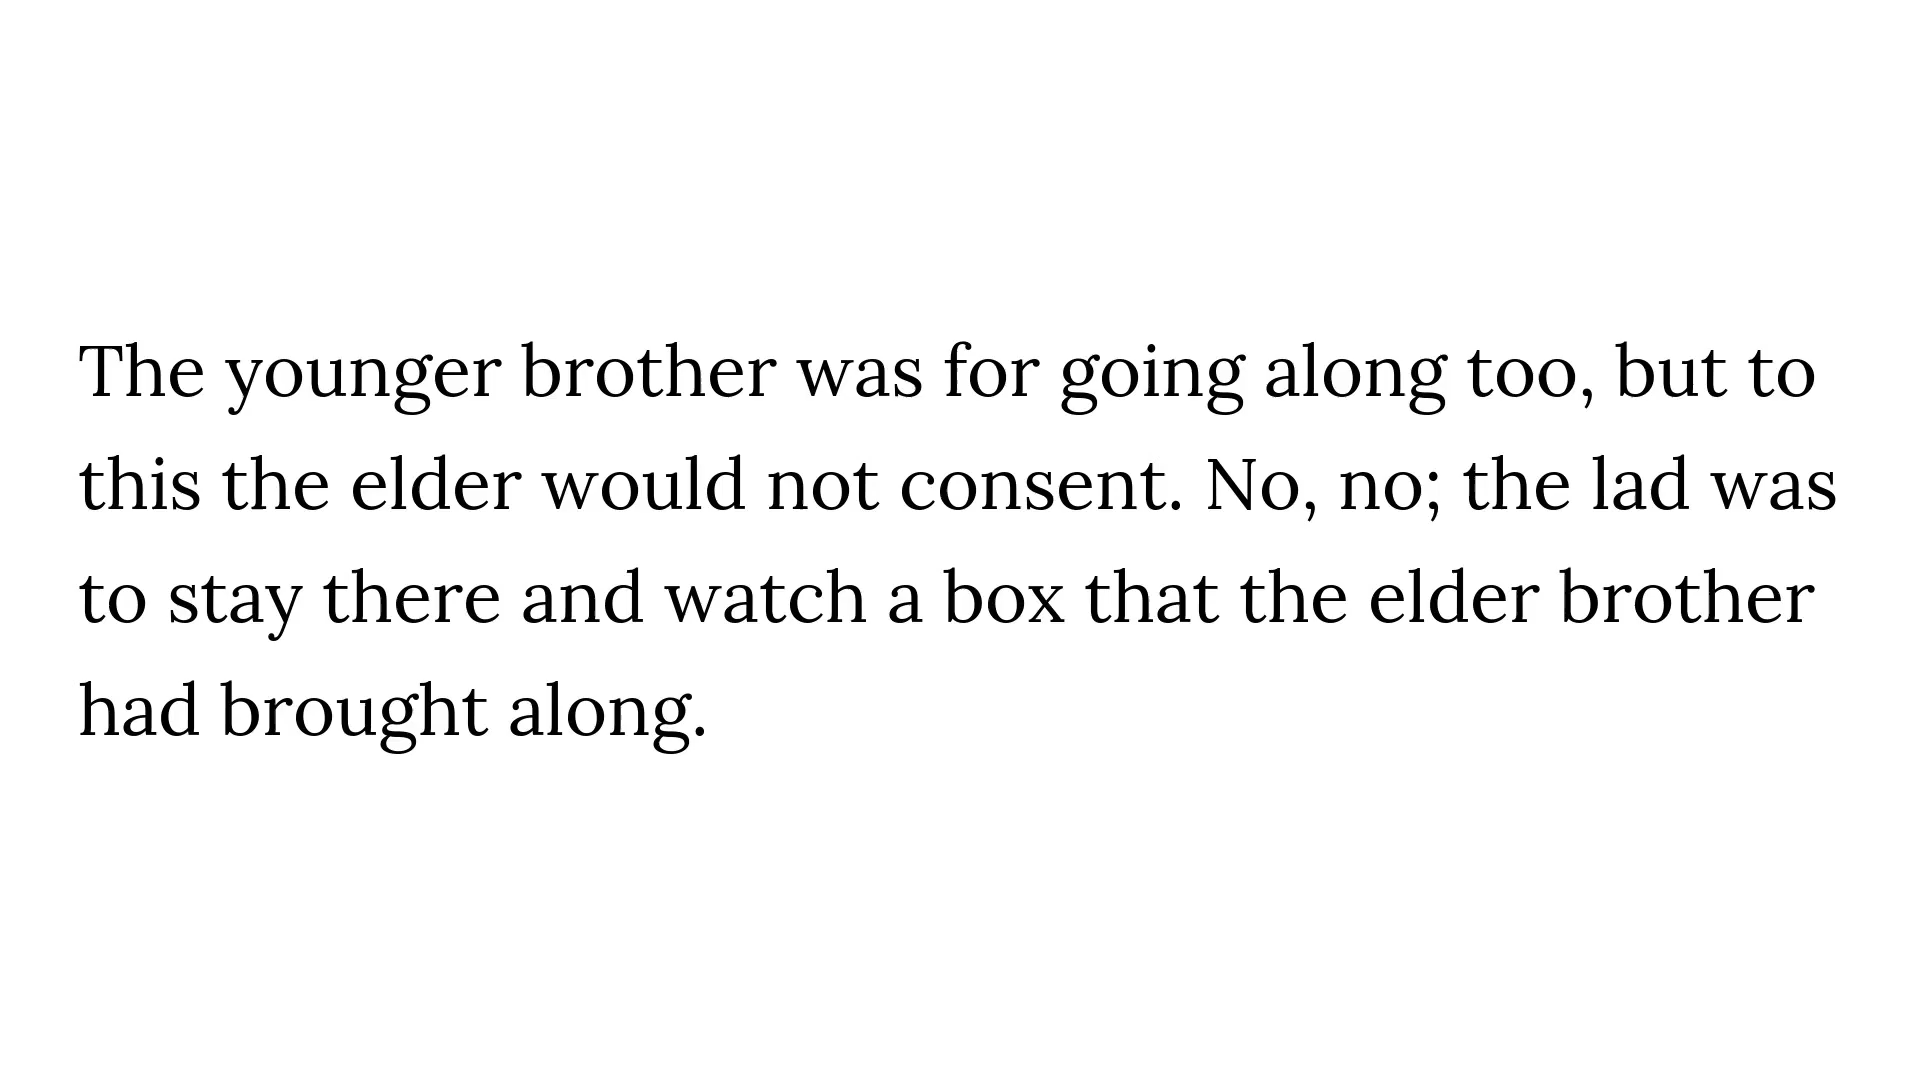 The younger brother was for going along too, but to
this the elder would not consent. No, no; the lad was
to stay there and watch a box that the elder brother
had brought along.